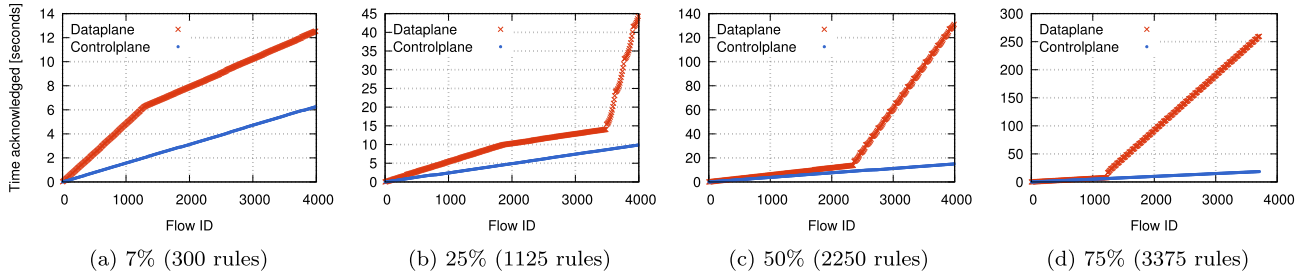 Time acknowledged [seconds]
14
12
10
8
6
4
2
0
Dataplane
Controlplane
0 1000 2000 3000 4000
Flow ID
(a) 7% (300 rules)
45
40
35
30
25
20
15
10
5
0
Dataplane
Controlplane
0 1000 2000 3000 4000
Flow ID
(b) 25% (1125 rules)
140
120
100
80
60
40
20
0
Dataplane
Controlplane
0 1000 2000 3000 4000
Flow ID
(c) 50% (2250 rules)
300
250
200
150
100
50
0
Dataplane
Controlplane
0 1000 2000 3000 4000
Flow ID
(d) 75% (3375 rules)